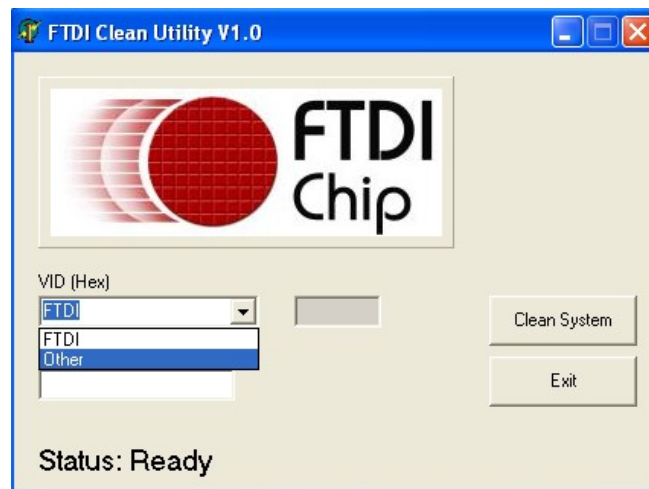 FTDI Clean Utility V1.0
FTDI
Chip
VID (Hex)
FTDI
FTDI
Other
Clean System
Exit
Status: Ready